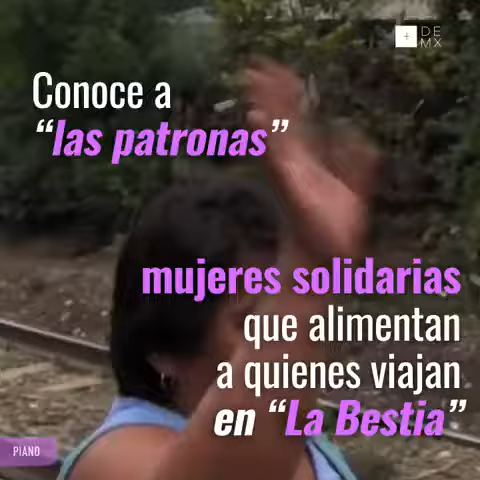 + DE
MX
Conoce a
“las patronas”
mujeres solidarias
que alimentan
a quienes viajan
en “La Bestia”
PIANO